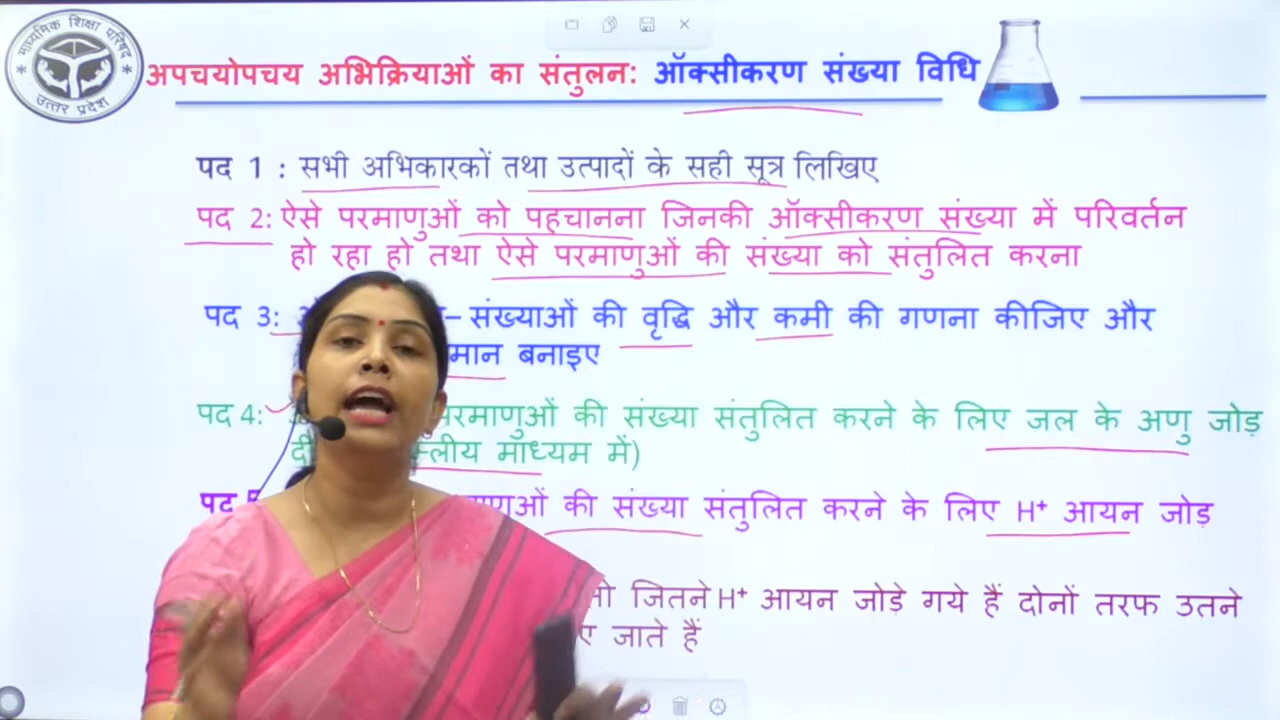 माध्यमिक शिक्षा परिषद्
उत्तर प्रदेश
अपचयोपचय अभिक्रियाओं का संतुलन: ऑक्सीकरण संख्या विधि
पद 1 : सभी अभिकारकों तथा उत्पादों के सही सूत्र लिखिए
पद 2: ऐसे परमाणुओं को पहचानना जिनकी ऑक्सीकरण संख्या में परिवर्तन
हो रहा हो तथा ऐसे परमाणुओं की संख्या को संतुलित करना
पद 3: –संख्याओं की वृद्धि और कमी की गणना कीजिए और
बनाइए
पद 4: की संख्या संतुलित करने के लिए जल के अणु जोड़
माध्यम में)
पद की संख्या संतुलित करने के लिए H⁺ आयन जोड़
जितने H⁺ आयन जोड़े गये हैं दोनों तरफ उतने
जाते हैं